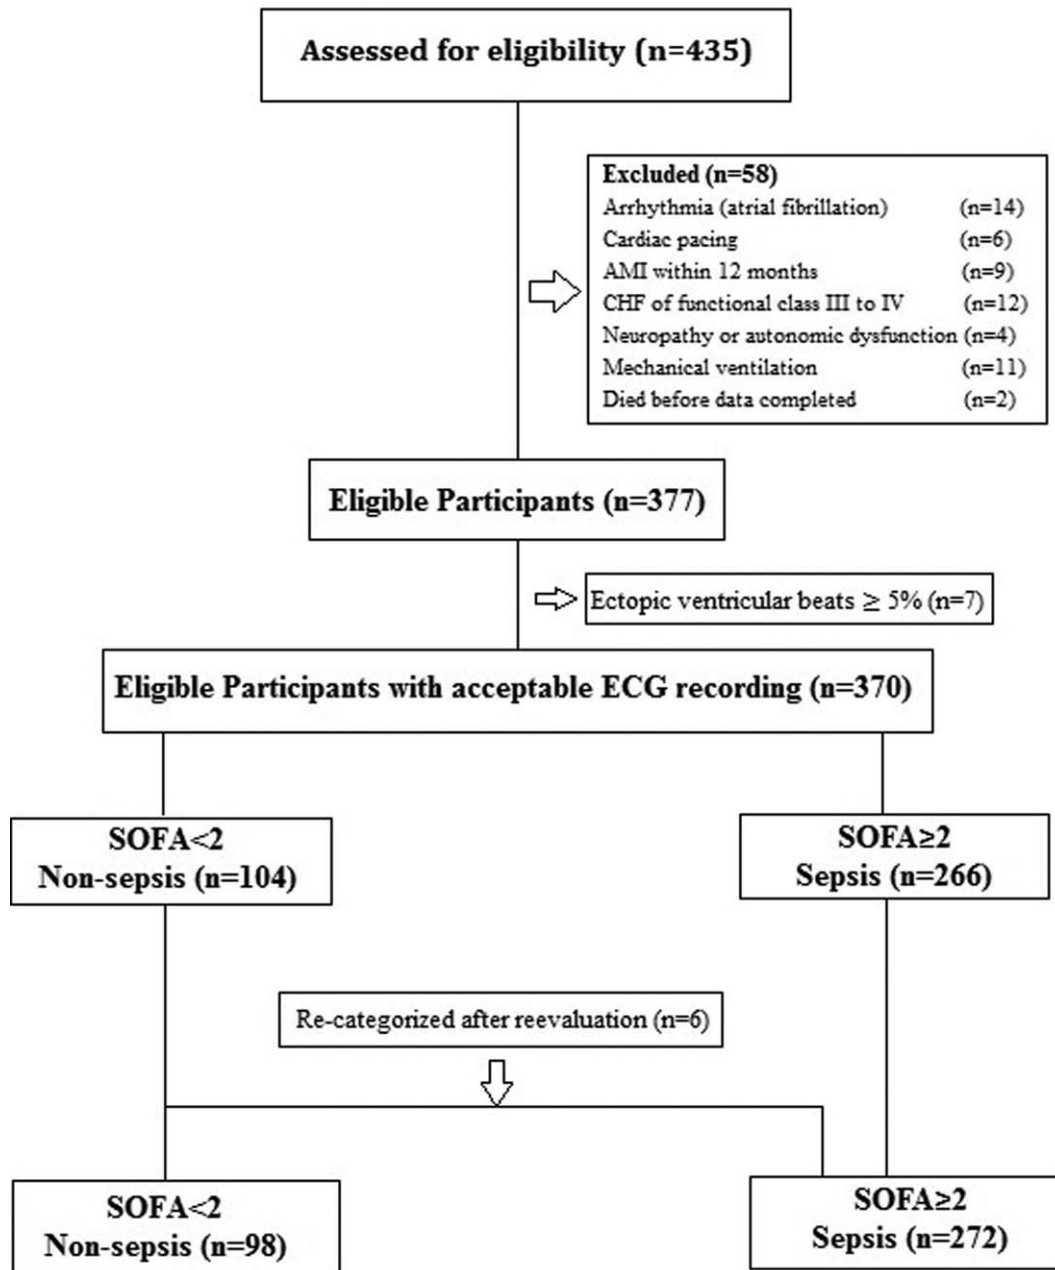 Assessed for eligibility (n=435)
Excluded (n=58)
Arrhythmia (atrial fibrillation) (n=14)
Cardiac pacing (n=6)
AMI within 12 months (n=9)
CHF of functional class III to IV (n=12)
Neuropathy or autonomic dysfunction (n=4)
Mechanical ventilation (n=11)
Died before data completed (n=2)
Eligible Participants (n=377)
Ectopic ventricular beats ≥ 5% (n=7)
Eligible Participants with acceptable ECG recording (n=370)
SOFA<2
Non-sepsis (n=104)
SOFA≥2
Sepsis (n=266)
Re-categorized after reevaluation (n=6)
SOFA<2
Non-sepsis (n=98)
SOFA≥2
Sepsis (n=272)